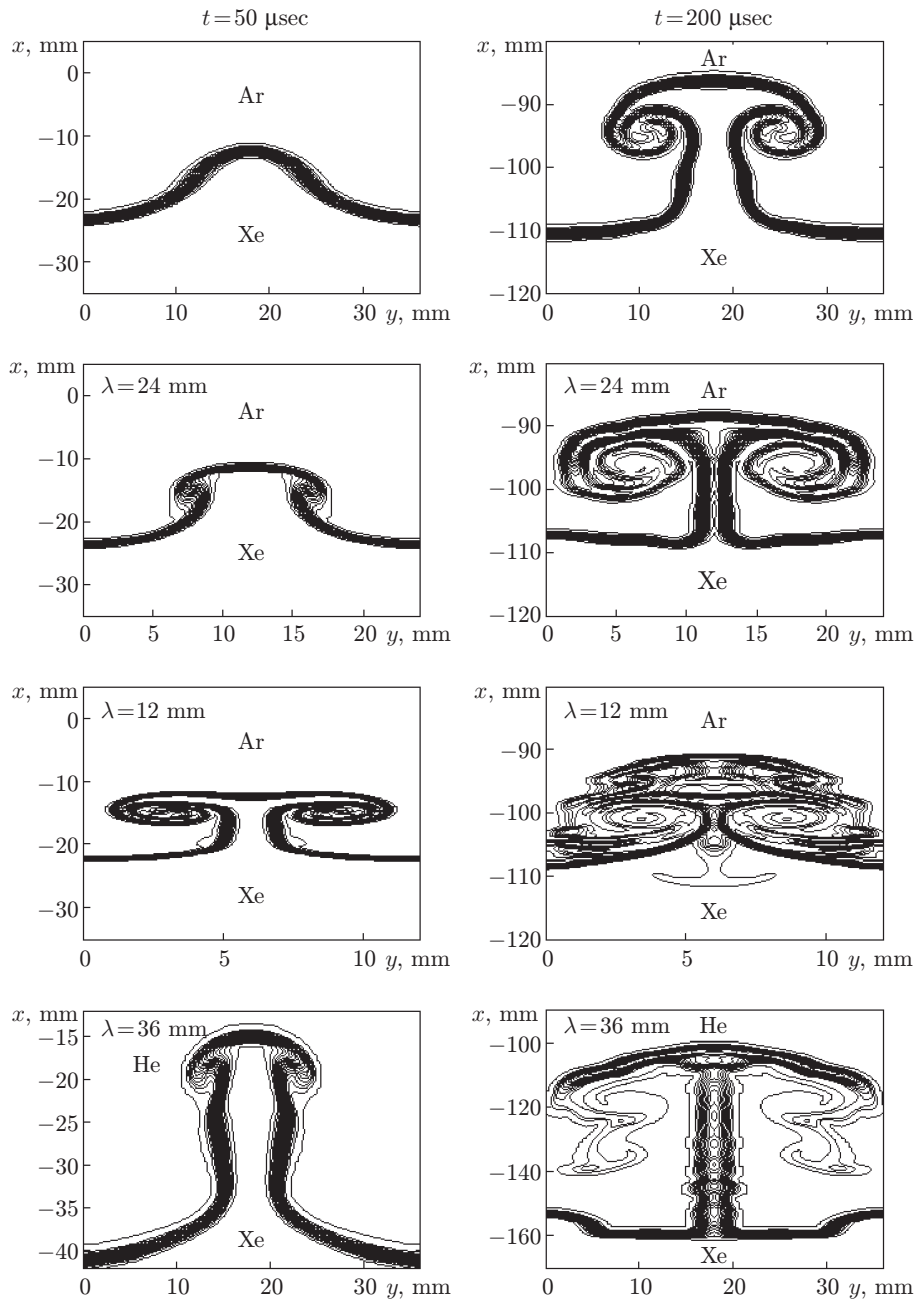 t=50 μsec
t=200 μsec
x, mm
0
−10
−20
−30
Ar
Xe
0 10 20 30 y, mm
x, mm
−90
−100
−110
−120
Ar
Xe
0 10 20 30 y, mm
x, mm
0
−10
−20
−30
λ=24 mm
Ar
Xe
0 5 10 15 20 y, mm
x, mm
−90
−100
−110
−120
λ=24 mm
Ar
Xe
0 5 10 15 20 y, mm
x, mm
0
−10
−20
−30
λ=12 mm
Ar
Xe
0 5 10 y, mm
x, mm
−90
−100
−110
−120
λ=12 mm
Ar
Xe
0 5 10 y, mm
x, mm
−15
−20
−25
−30
−35
−40
λ=36 mm
He
Xe
0 10 20 30 y, mm
x, mm
−100
−120
−140
−160
λ=36 mm
He
Xe
0 10 20 30 y, mm